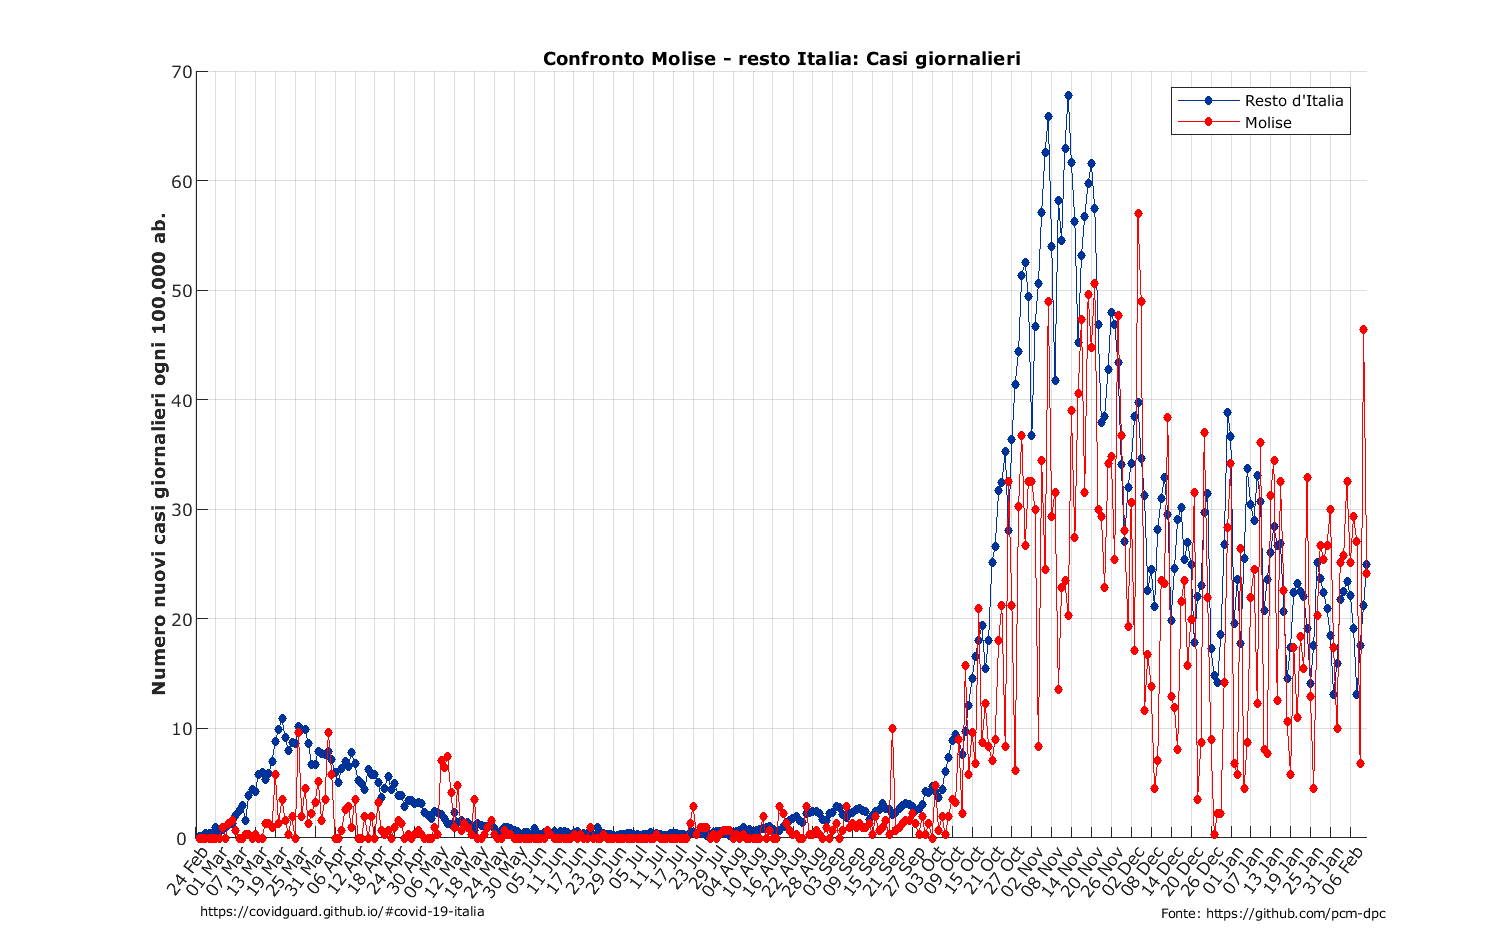 Confronto Molise - resto Italia: Casi giornalieri
Numero nuovi casi giornalieri ogni 100.000 ab.
70
60
50
40
30
20
10
0
Resto d'Italia
Molise
24 Feb
01 Mar
07 Mar
13 Mar
19 Mar
25 Mar
31 Mar
06 Apr
12 Apr
18 Apr
24 Apr
30 Apr
06 May
12 May
18 May
24 May
30 May
05 Jun
11 Jun
17 Jun
23 Jun
29 Jun
05 Jul
11 Jul
17 Jul
23 Jul
29 Jul
04 Aug
10 Aug
16 Aug
22 Aug
28 Aug
03 Sep
09 Sep
15 Sep
21 Sep
27 Sep
03 Oct
09 Oct
15 Oct
21 Oct
27 Oct
02 Nov
08 Nov
14 Nov
20 Nov
26 Nov
02 Dec
08 Dec
14 Dec
20 Dec
26 Dec
01 Jan
07 Jan
13 Jan
19 Jan
25 Jan
31 Jan
06 Feb
https://covidguard.github.io/#covid-19-italia
Fonte: https://github.com/pcm-dpc